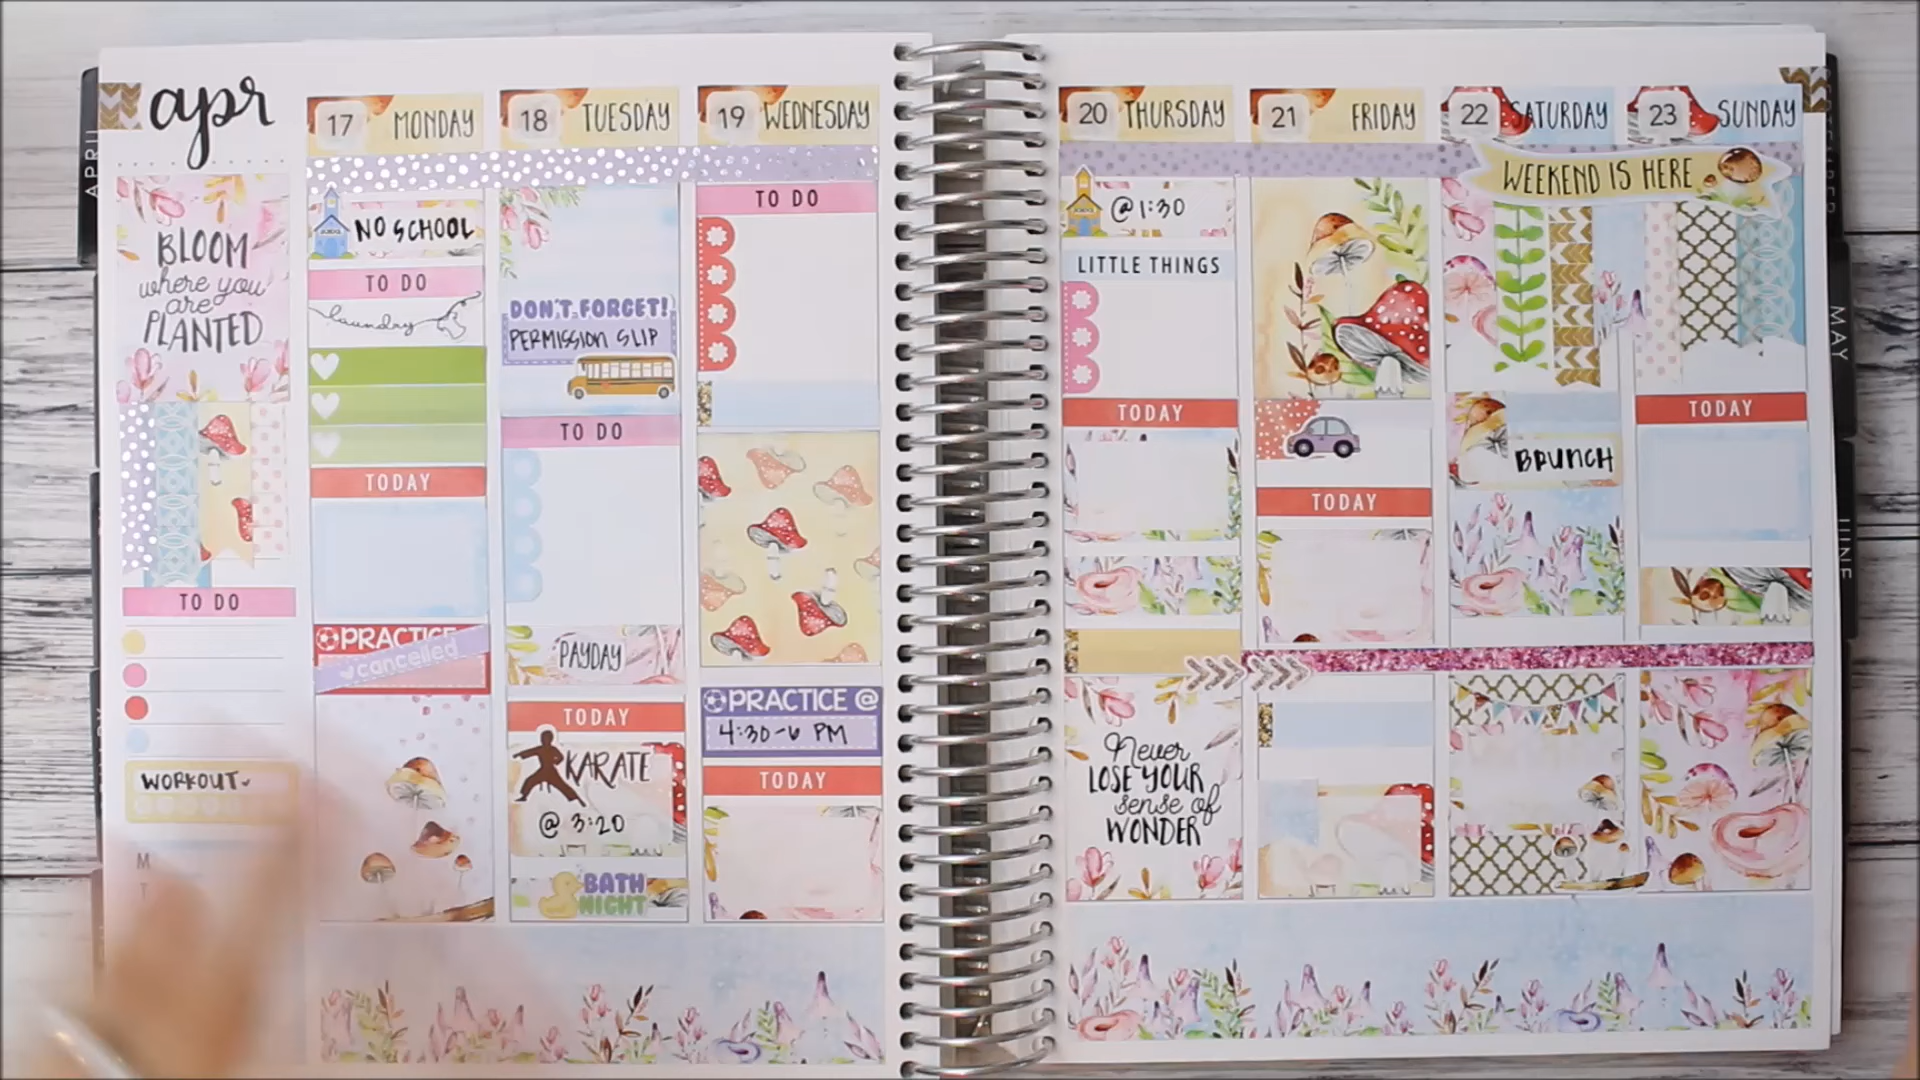 apr
BLOOM
where you
are
PLANTED
TO DO
WORKOUT
M
T
17 MONDAY
NO SCHOOL
TO DO
laundry
TODAY
PRACTICE
cancelled
18 TUESDAY
DON'T FORGET!
PERMISSION SLIP
TO DO
PAYDAY
TODAY
KARATE
@ 3:20
BATH
NIGHT
19 WEDNESDAY
TO DO
PRACTICE @
4:30-6 PM
TODAY
20 THURSDAY
@ 1:30
LITTLE THINGS
TODAY
Never
LOSE YOUR
sense of
WONDER
21 FRIDAY
TODAY
22 SATURDAY
WEEKEND IS HERE
BRUNCH
23 SUNDAY
TODAY
APRIL
MAY
JUNE